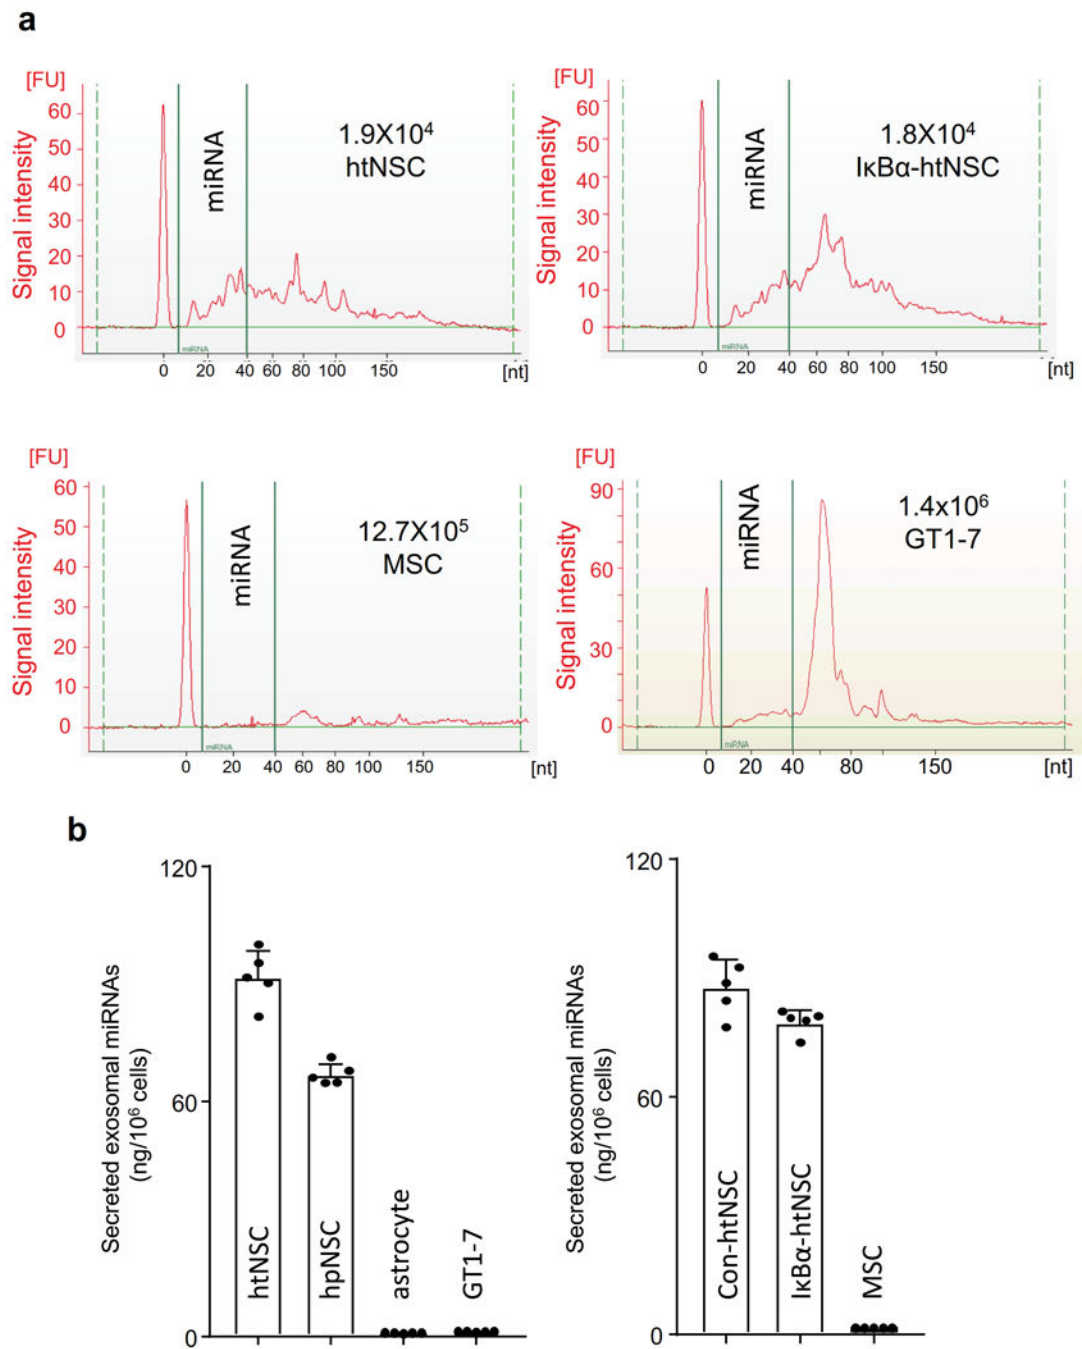 a
[FU]
60
50
40
30
20
10
0
Signal intensity
miRNA
1.9X10⁴
htNSC
miRNA
0 20 40 60 80 100 150 [nt]
[FU]
60
50
40
30
20
10
0
Signal intensity
miRNA
1.8X10⁴
IκBα-htNSC
miRNA
0 20 40 60 80 100 150 [nt]
[FU]
60
50
40
30
20
10
0
Signal intensity
miRNA
12.7X10⁵
MSC
miRNA
0 20 40 60 80 100 150 [nt]
[FU]
90
60
30
0
Signal intensity
miRNA
1.4x10⁶
GT1-7
miRNA
0 20 40 80 150 [nt]
b
Secreted exosomal miRNAs
(ng/10⁶ cells)
120
60
0
htNSC
hpNSC
astrocyte
GT1-7
Secreted exosomal miRNAs
(ng/10⁶ cells)
120
60
0
Con-htNSC
IκBα-htNSC
MSC